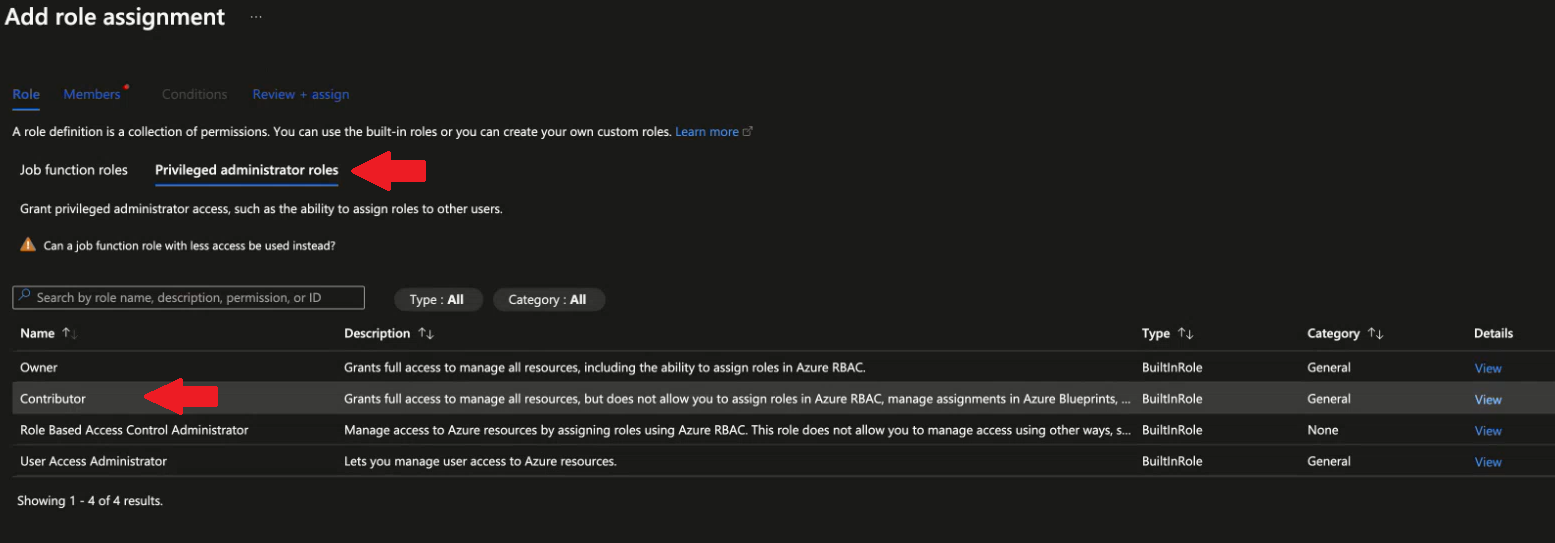 Add role assignment ...
Role Members Conditions Review + assign
A role definition is a collection of permissions. You can use the built-in roles or you can create your own custom roles. Learn more
Job function roles Privileged administrator roles
Grant privileged administrator access, such as the ability to assign roles to other users.
Can a job function role with less access be used instead?
Search by role name, description, permission, or ID Type : All Category : All
Name Description Type Category Details
Owner Grants full access to manage all resources, including the ability to assign roles in Azure RBAC. BuiltInRole General View
Contributor Grants full access to manage all resources, but does not allow you to assign roles in Azure RBAC, manage assignments in Azure Blueprints, ... BuiltInRole General View
Role Based Access Control Administrator Manage access to Azure resources by assigning roles using Azure RBAC. This role does not allow you to manage access using other ways, s... BuiltInRole None View
User Access Administrator Lets you manage user access to Azure resources. BuiltInRole General View
Showing 1 - 4 of 4 results.